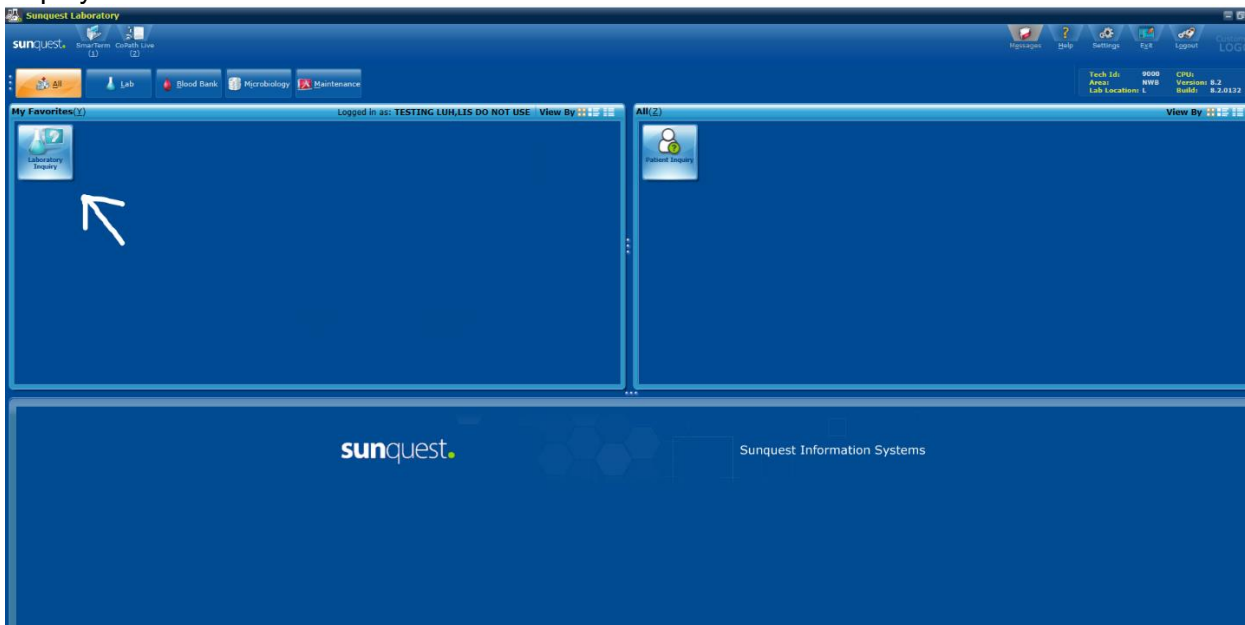 Sunquest Laboratory
sunquest. SmarTerm (1) CoPath Live (2)
Messages Help Settings Exit Logout
All Lab Blood Bank Microbiology Maintenance
Tech Id: 9000 CPU:
Area: NWB Version: 8.2
Lab Location: L Build: 8.2.0132
My Favorites(Y) Logged in as: TESTING LUH,LIS DO NOT USE View By
All(Z) View By
Laboratory
Inquiry
Patient Inquiry
sunquest. Sunquest Information Systems